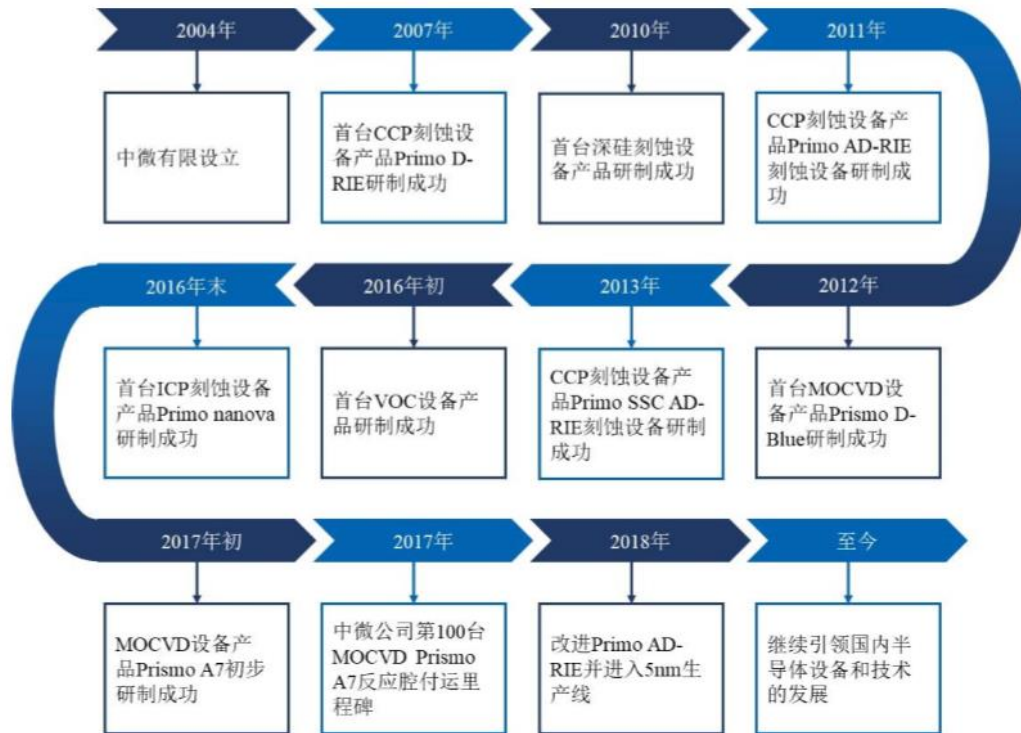 2004年
2007年
2010年
2011年
中微有限设立
首台CCP刻蚀设
备产品Primo D-
RIE研制成功
首台深硅刻蚀设
备产品研制成功
CCP刻蚀设备产
品Primo AD-RIE
刻蚀设备研制成
功
2016年末
2016年初
2013年
2012年
首台ICP刻蚀设备
产品Primo nanova
研制成功
首台VOC设备产
品研制成功
CCP刻蚀设备产
品Primo SSC AD-
RIE刻蚀设备研制
成功
首台MOCVD设
备产品Prismo D-
Blue研制成功
2017年初
2017年
2018年
至今
MOCVD设备产
品Prismo A7初步
研制成功
中微公司第100台
MOCVD Prismo
A7反应腔付运里
程碑
改进Primo AD-
RIE并进入5nm生
产线
继续引领国内半
导体设备和技术
的发展